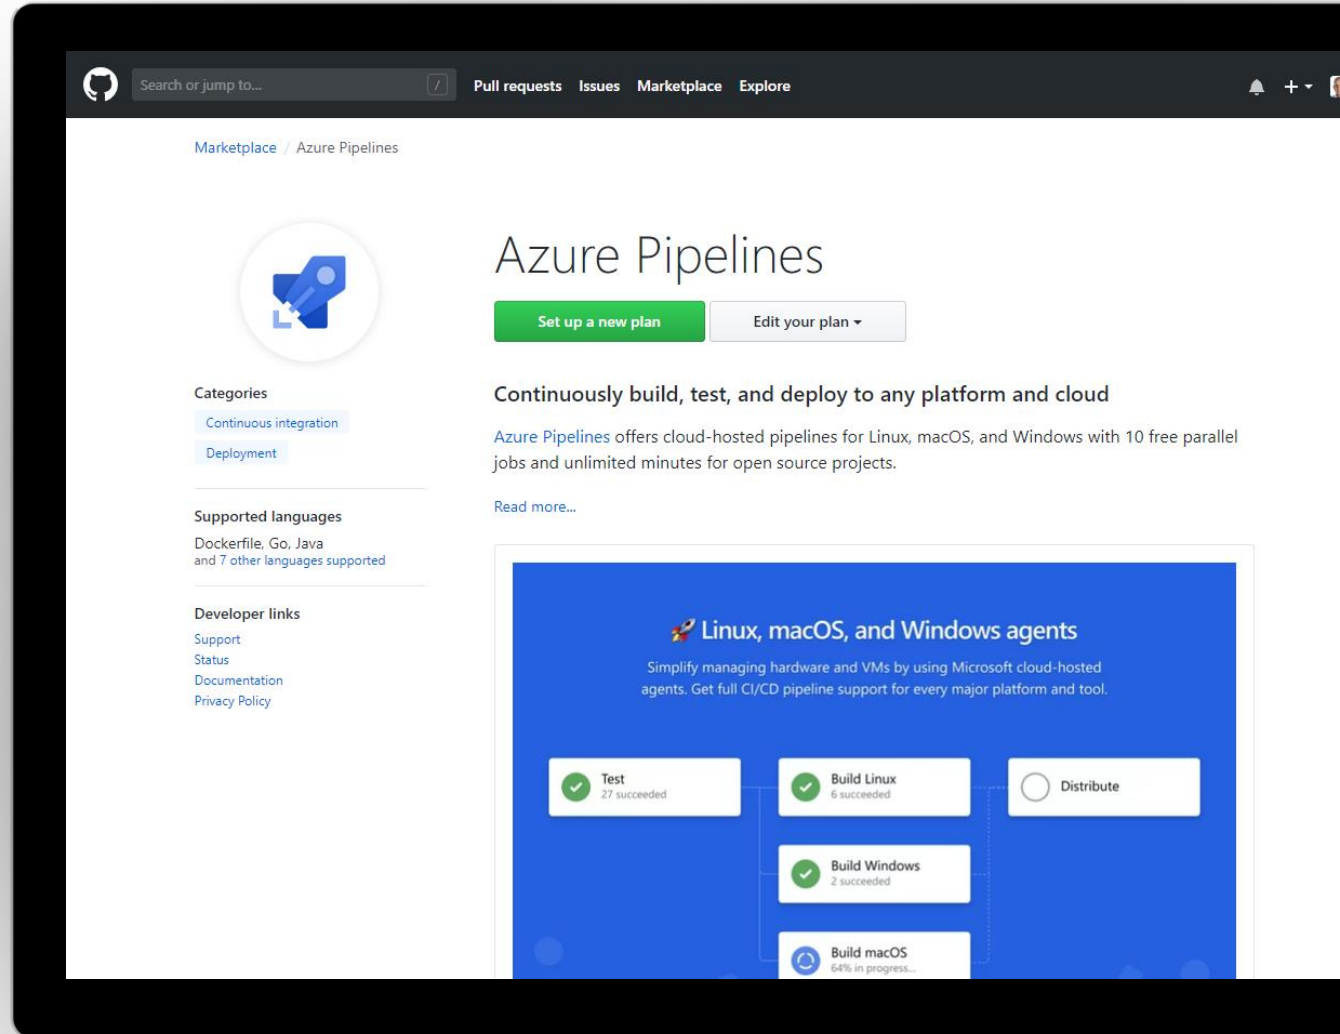 Search or jump to...
/
Pull requests Issues Marketplace Explore
Marketplace / Azure Pipelines
Azure Pipelines
Set up a new plan
Edit your plan
Categories
Continuous integration
Deployment
Supported languages
Dockerfile, Go, Java
and 7 other languages supported
Developer links
Support
Status
Documentation
Privacy Policy
Continuously build, test, and deploy to any platform and cloud
Azure Pipelines offers cloud-hosted pipelines for Linux, macOS, and Windows with 10 free parallel
jobs and unlimited minutes for open source projects.
Read more...
🚀 Linux, macOS, and Windows agents
Simplify managing hardware and VMs by using Microsoft cloud-hosted
agents. Get full CI/CD pipeline support for every major platform and tool.
Test
27 succeeded
Build Linux
6 succeeded
Distribute
Build Windows
2 succeeded
Build macOS
64% in progress...